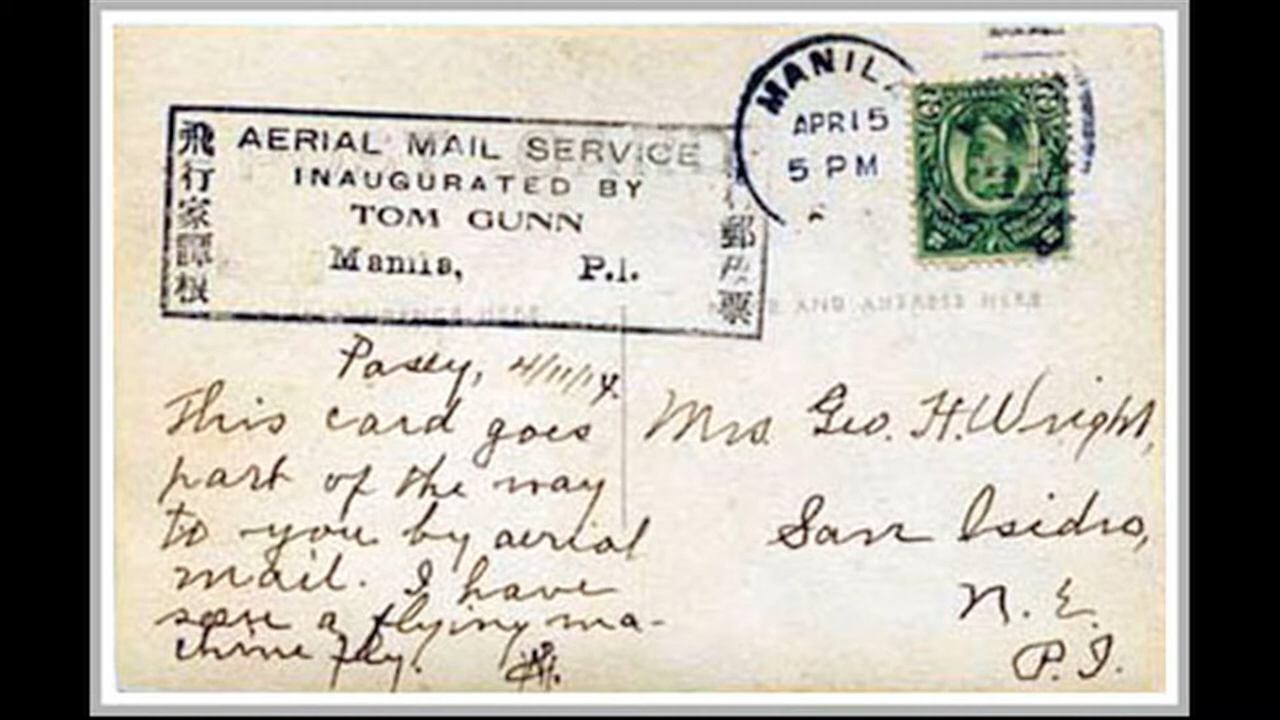 飛行家譚根
AERIAL MAIL SERVICE
INAUGURATED BY
TOM GUNN
Manila, P.I.
郵
票
MANILA
APR 15
5 PM
AND ADDRESS HERE
Pasay, 4/11/14.
This card goes
part of the way
to you by aerial
mail. I have
seen a flying ma-
chine fly.
Mrs. Geo. H. Wright,
San Isidro,
N. E.
P. I.